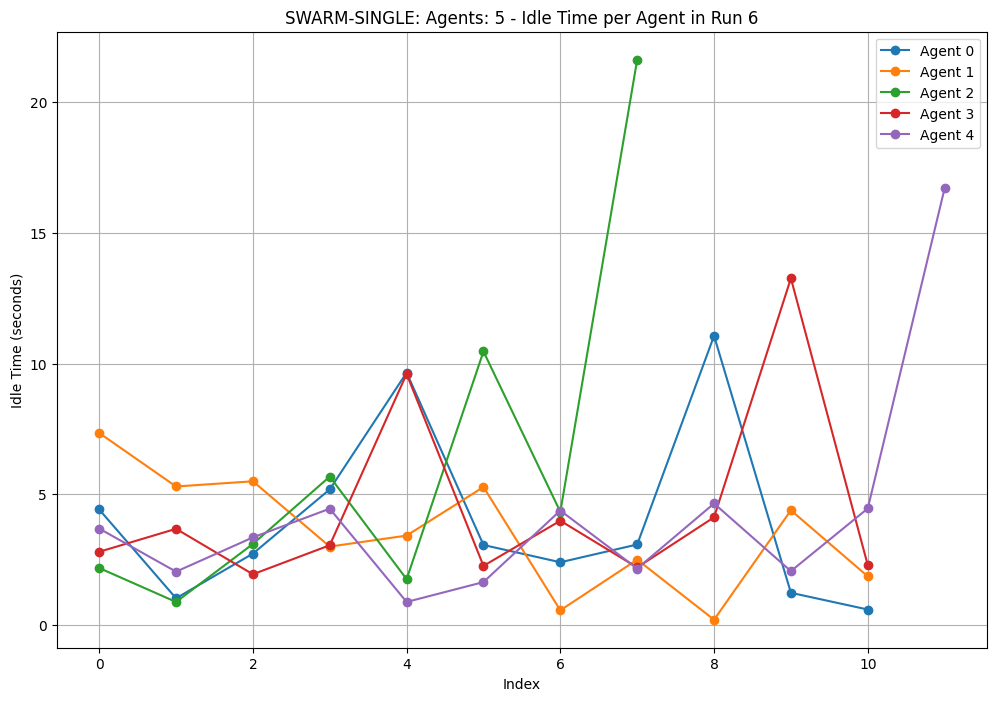 SWARM-SINGLE: Agents: 5 - Idle Time per Agent in Run 6
Agent 0
Agent 1
Agent 2
Agent 3
Agent 4
Idle Time (seconds)
20
15
10
5
0
0 2 4 6 8 10
Index